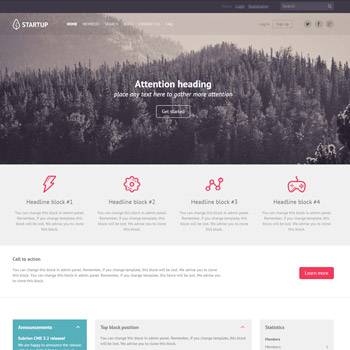 Home Login Registration Search
STARTUP HOME MEMBERS SEARCH BLOG CONTACT US FAQ Log In Sign up
Attention heading
place any text here to gather more attention
Get started
Headline block #1 Headline block #2 Headline block #3 Headline block #4
You can change this block in admin panel. You can change this block in admin panel. You can change this block in admin panel. You can change this block in admin panel.
Remember, if you change template, this Remember, if you change template, this Remember, if you change template, this Remember, if you change template, this
block will be lost. We advise you to clone block will be lost. We advise you to clone block will be lost. We advise you to clone block will be lost. We advise you to clone
this block. this block. this block. this block.
Call to action
You can change this block in admin panel. Remember, if you change template, this block will be lost. We advise you to clone
this block. You can change this block in admin panel. Remember, if you change template, this block will be lost. We advise you
to clone this block.
Learn more
Announcements Top block position Statistics
Subrion CMS 3.2 release! You can change this block in admin panel. Remember, if you change template, this Members
We are happy to announce this release block will be lost. We advise you to clone this block. Members 1